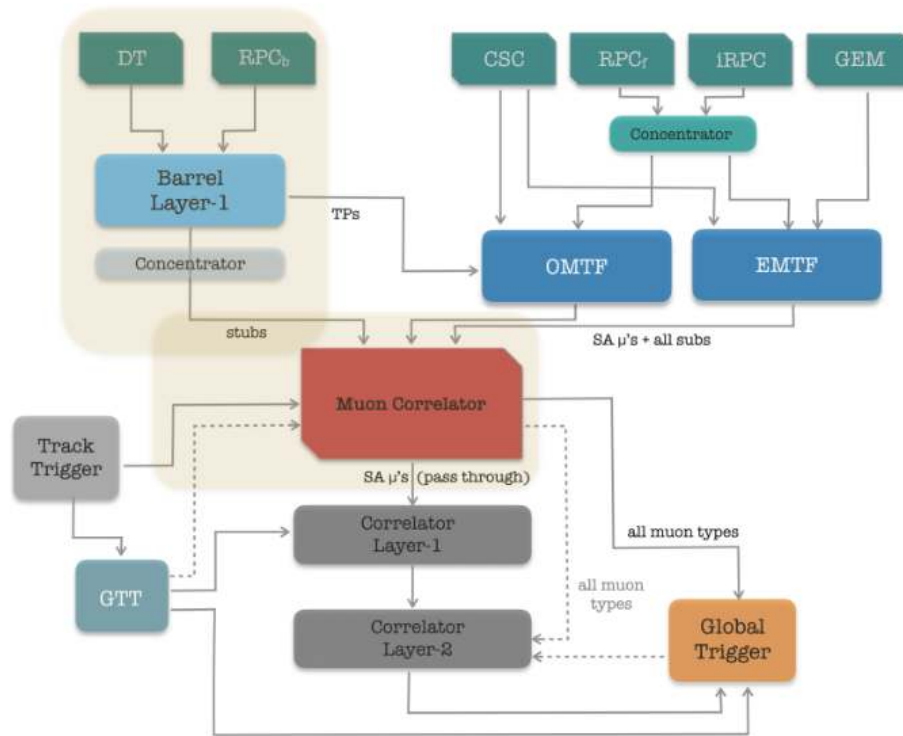 DT
RPCb
CSC
RPCf
iRPC
GEM
Concentrator
Barrel
Layer-1
TPs
Concentrator
OMTF
EMTF
stubs
SA μ's + all subs
Muon Correlator
Track
Trigger
SA μ's (pass through)
Correlator
Layer-1
all muon types
GTT
all muon
types
Correlator
Layer-2
Global
Trigger